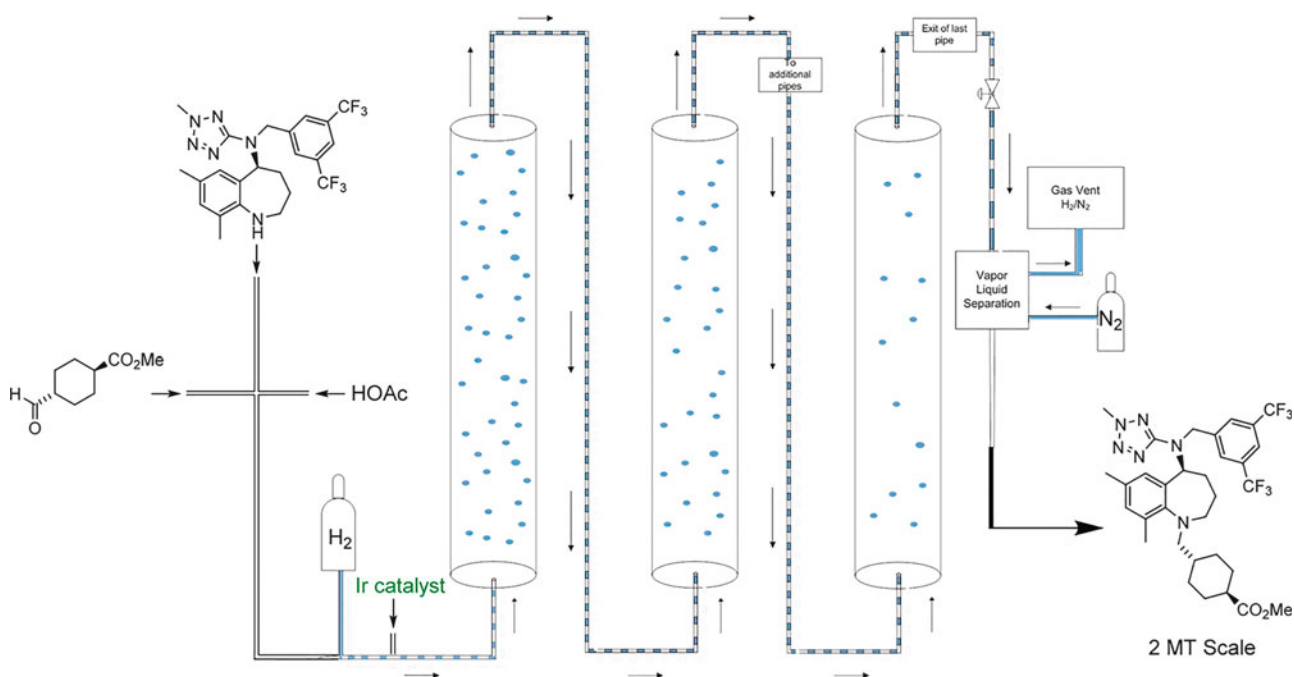 Exit of last
pipe
To
additional
pipes
Gas Vent
H₂/N₂
Vapor
Liquid
Separation
N₂
N
N
N
N
N
CF₃
CF₃
N
H
CO₂Me
H
O
HOAc
H₂
Ir catalyst
N
N
N
N
N
CF₃
CF₃
N
CO₂Me
2 MT Scale